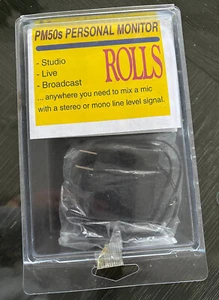 PM50s PERSONAL MONITOR
- Studio
- Live
- Broadcast
ROLLS
...anywhere you need to mix a mic
with a stereo or mono line level signal.